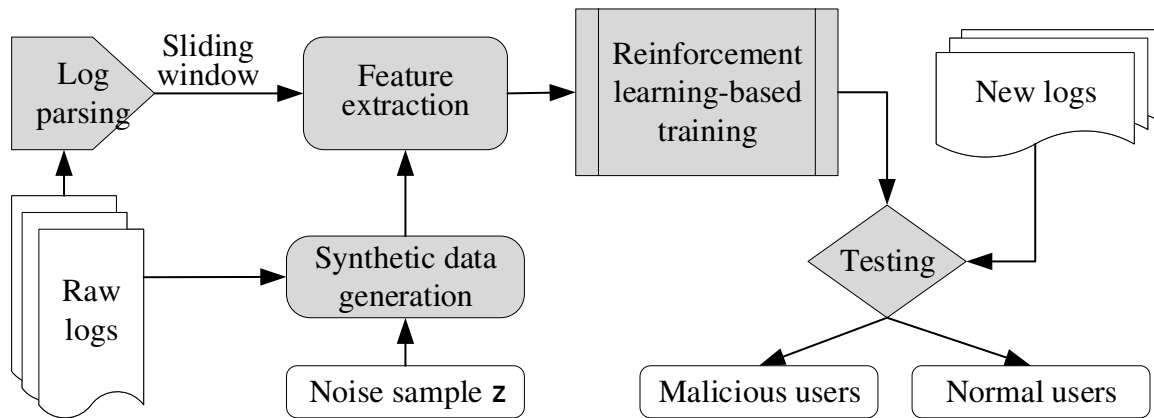 Log
parsing
Sliding
window
Feature
extraction
Reinforcement
learning-based
training
New logs
Raw
logs
Synthetic data
generation
Testing
Noise sample z
Malicious users
Normal users